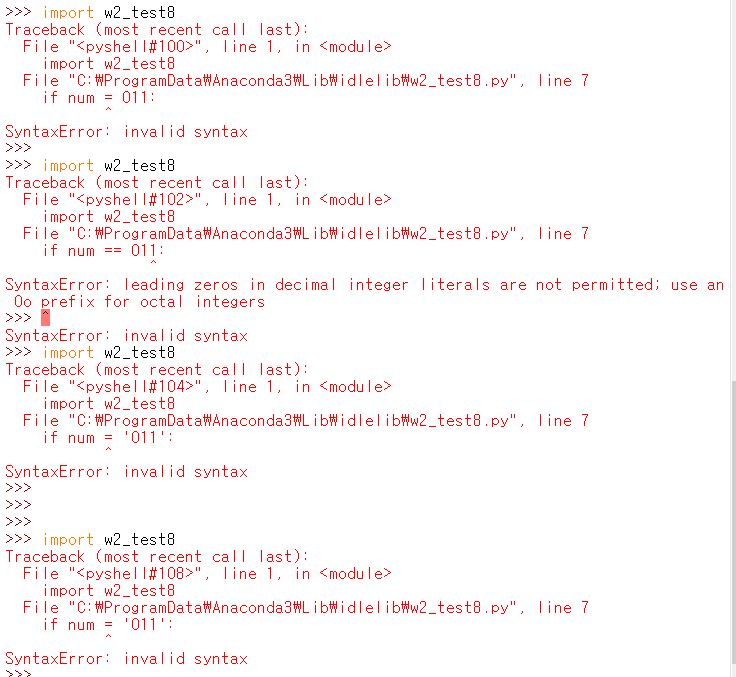 >>> import w2_test8
Traceback (most recent call last):
  File "<pyshell#100>", line 1, in <module>
    import w2_test8
  File "C:₩ProgramData₩Anaconda3₩Lib₩idlelib₩w2_test8.py", line 7
    if num = 011:
           ^
SyntaxError: invalid syntax
>>>
>>> import w2_test8
Traceback (most recent call last):
  File "<pyshell#102>", line 1, in <module>
    import w2_test8
  File "C:₩ProgramData₩Anaconda3₩Lib₩idlelib₩w2_test8.py", line 7
    if num == 011:
                ^
SyntaxError: leading zeros in decimal integer literals are not permitted; use an
 0o prefix for octal integers
>>> ^
SyntaxError: invalid syntax
>>> import w2_test8
Traceback (most recent call last):
  File "<pyshell#104>", line 1, in <module>
    import w2_test8
  File "C:₩ProgramData₩Anaconda3₩Lib₩idlelib₩w2_test8.py", line 7
    if num = '011':
           ^
SyntaxError: invalid syntax
>>>
>>>
>>>
>>> import w2_test8
Traceback (most recent call last):
  File "<pyshell#108>", line 1, in <module>
    import w2_test8
  File "C:₩ProgramData₩Anaconda3₩Lib₩idlelib₩w2_test8.py", line 7
    if num = '011':
           ^
SyntaxError: invalid syntax
>>>